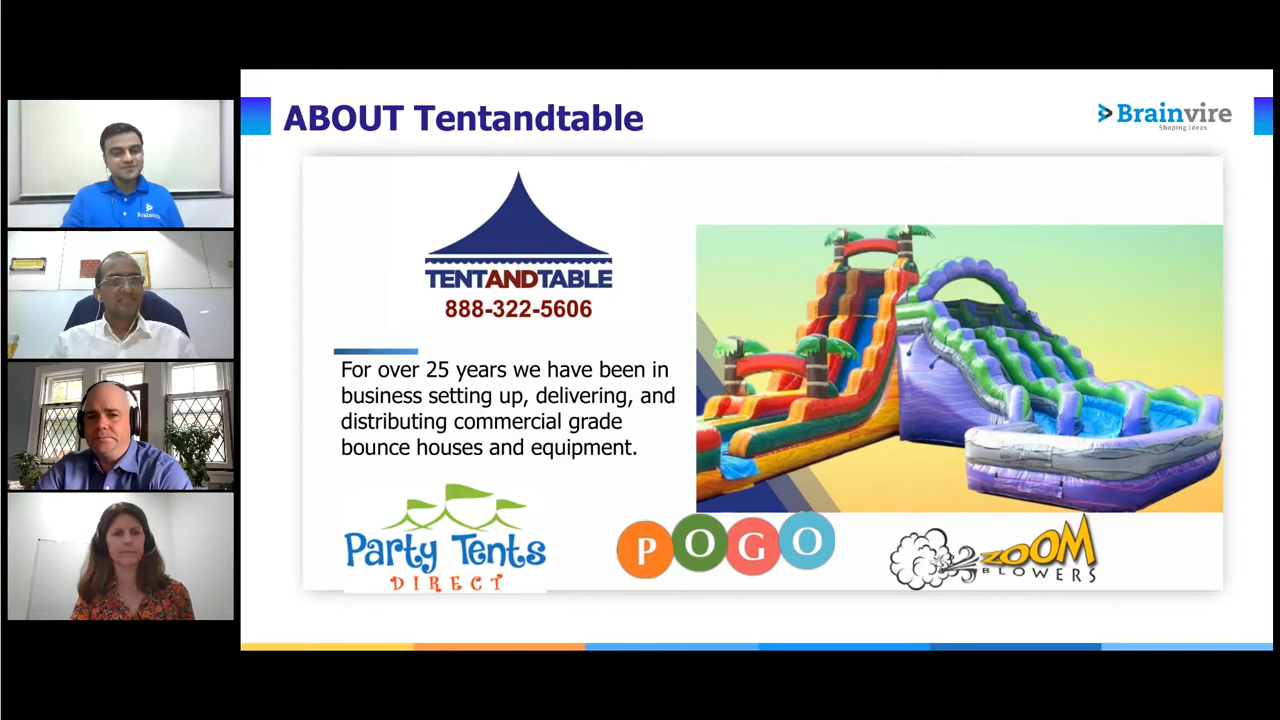 ABOUT Tentandtable
Brainvire
Shaping Ideas
TENTANDTABLE
888-322-5606
For over 25 years we have been in
business setting up, delivering, and
distributing commercial grade
bounce houses and equipment.
Party Tents
DIRECT
POGO
ZOOM
BLOWERS
Brainvire